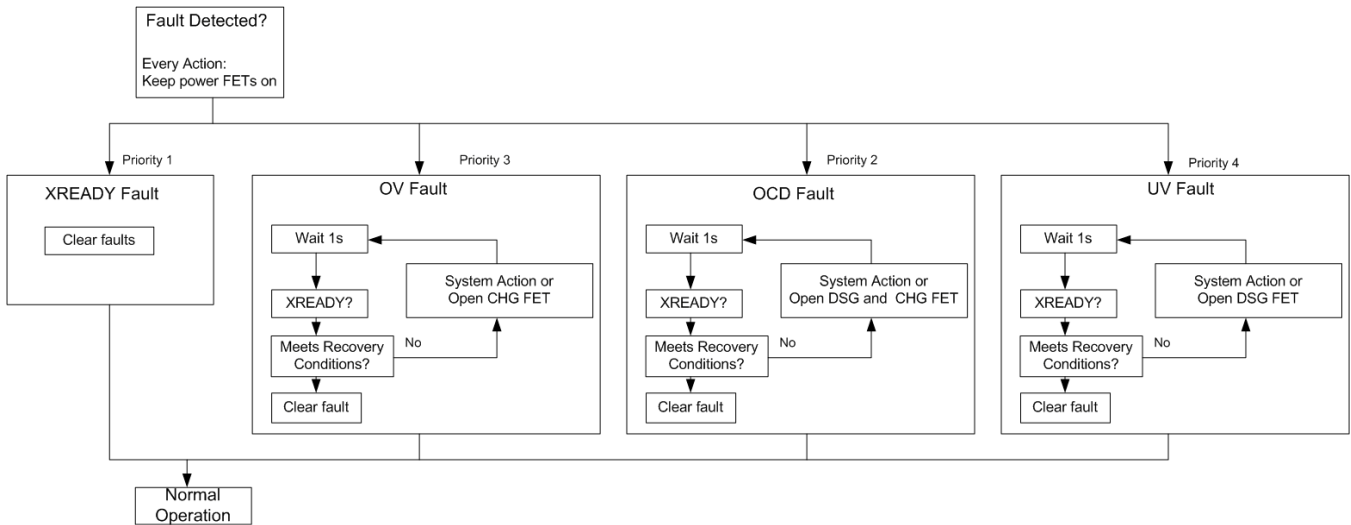 Fault Detected?
Every Action:
Keep power FETs on
Priority 1
Priority 3
Priority 2
Priority 4
XREADY Fault
Clear faults
OV Fault
Wait 1s
System Action or
Open CHG FET
XREADY?
Meets Recovery
Conditions?
No
Clear fault
OCD Fault
Wait 1s
System Action or
Open DSG and CHG FET
XREADY?
Meets Recovery
Conditions?
No
Clear fault
UV Fault
Wait 1s
System Action or
Open DSG FET
XREADY?
Meets Recovery
Conditions?
No
Clear fault
Normal
Operation